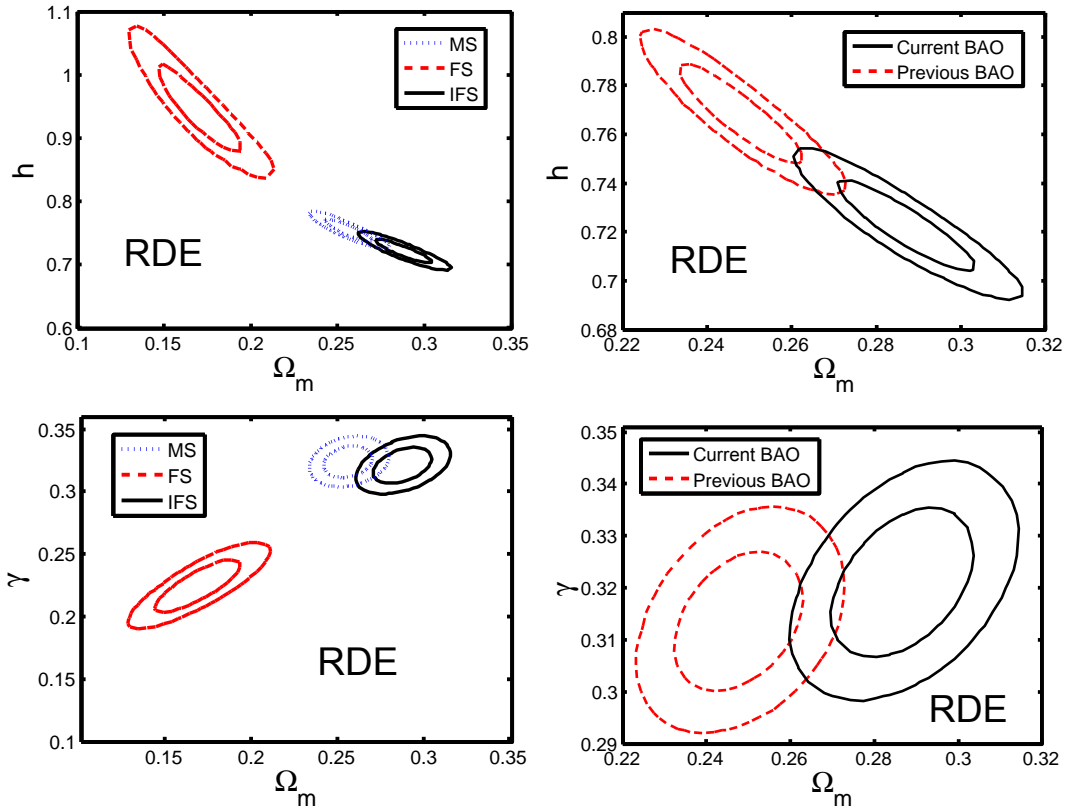 1.1
1
0.9
0.8
0.7
0.6
h
MS
FS
IFS
RDE
0.1 0.15 0.2 0.25 0.3 0.35
Ωm
0.8
0.78
0.76
0.74
0.72
0.7
0.68
h
Current BAO
Previous BAO
RDE
0.22 0.24 0.26 0.28 0.3 0.32
Ωm
0.35
0.3
0.25
0.2
0.15
0.1
γ
MS
FS
IFS
RDE
0.15 0.2 0.25 0.3 0.35
Ωm
0.35
0.34
0.33
0.32
0.31
0.3
0.29
γ
Current BAO
Previous BAO
RDE
0.22 0.24 0.26 0.28 0.3 0.32
Ωm